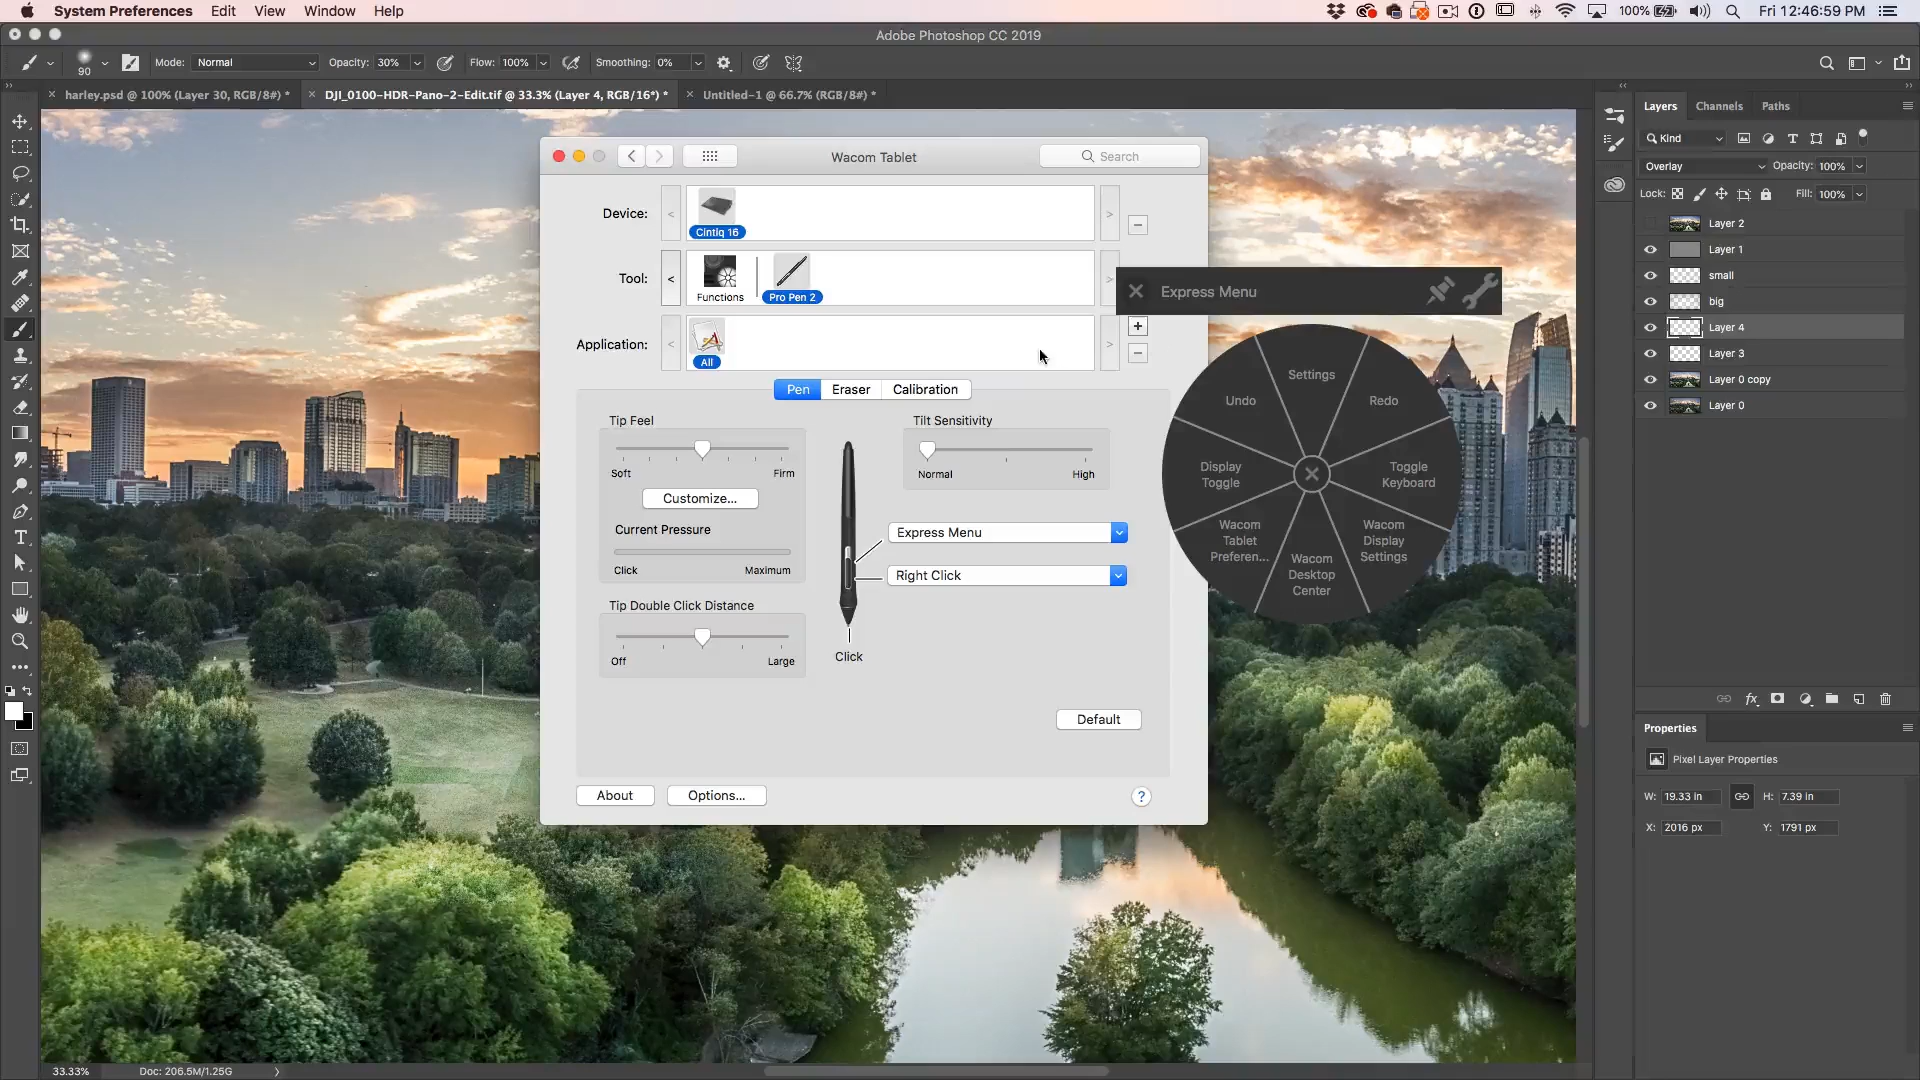 System Preferences Edit View Window Help
100% Fri 12:46:59 PM
Adobe Photoshop CC 2019
90 Mode: Normal Opacity: 30% Flow: 100% Smoothing: 0%
harley.psd @ 100% (Layer 30, RGB/8#) * DJI_0100-HDR-Pano-2-Edit.tif @ 33.3% (Layer 4, RGB/16*) * Untitled-1 @ 66.7% (RGB/8#) *
Wacom Tablet
Search
Device:
Cintiq 16
Tool:
Functions
Pro Pen 2
Application:
All
Pen Eraser Calibration
Tip Feel
Soft Firm
Customize...
Current Pressure
Click Maximum
Tip Double Click Distance
Off Large
Tilt Sensitivity
Normal High
Express Menu
Right Click
Click
Default
About Options... ?
Express Menu
Settings
Undo
Redo
Display
Toggle
Toggle
Keyboard
Wacom
Tablet
Preferen...
Wacom
Desktop
Center
Wacom
Display
Settings
Layers Channels Paths
Kind
Overlay Opacity: 100%
Lock: Fill: 100%
Layer 2
Layer 1
small
big
Layer 4
Layer 3
Layer 0 copy
Layer 0
fx
Properties
Pixel Layer Properties
W: 19.33 in H: 7.39 in
X: 2016 px Y: 1791 px
33.33% Doc: 206.5M/1.25G